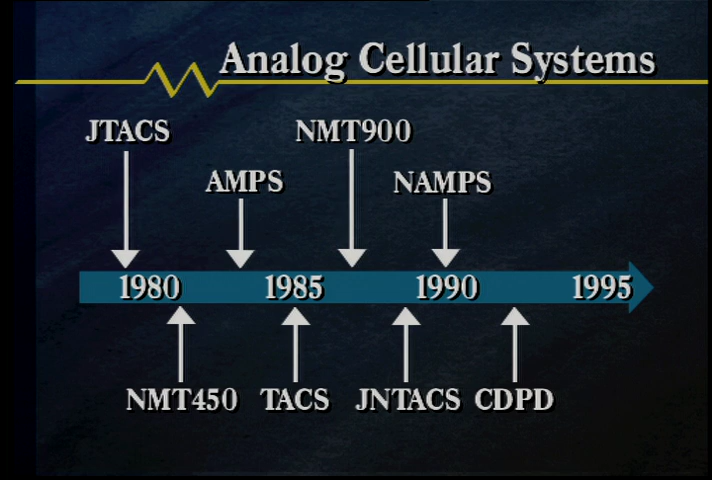 Analog Cellular Systems
JTACS NMT900
AMPS NAMPS
1980 1985 1990 1995
NMT450 TACS JNTACS CDPD